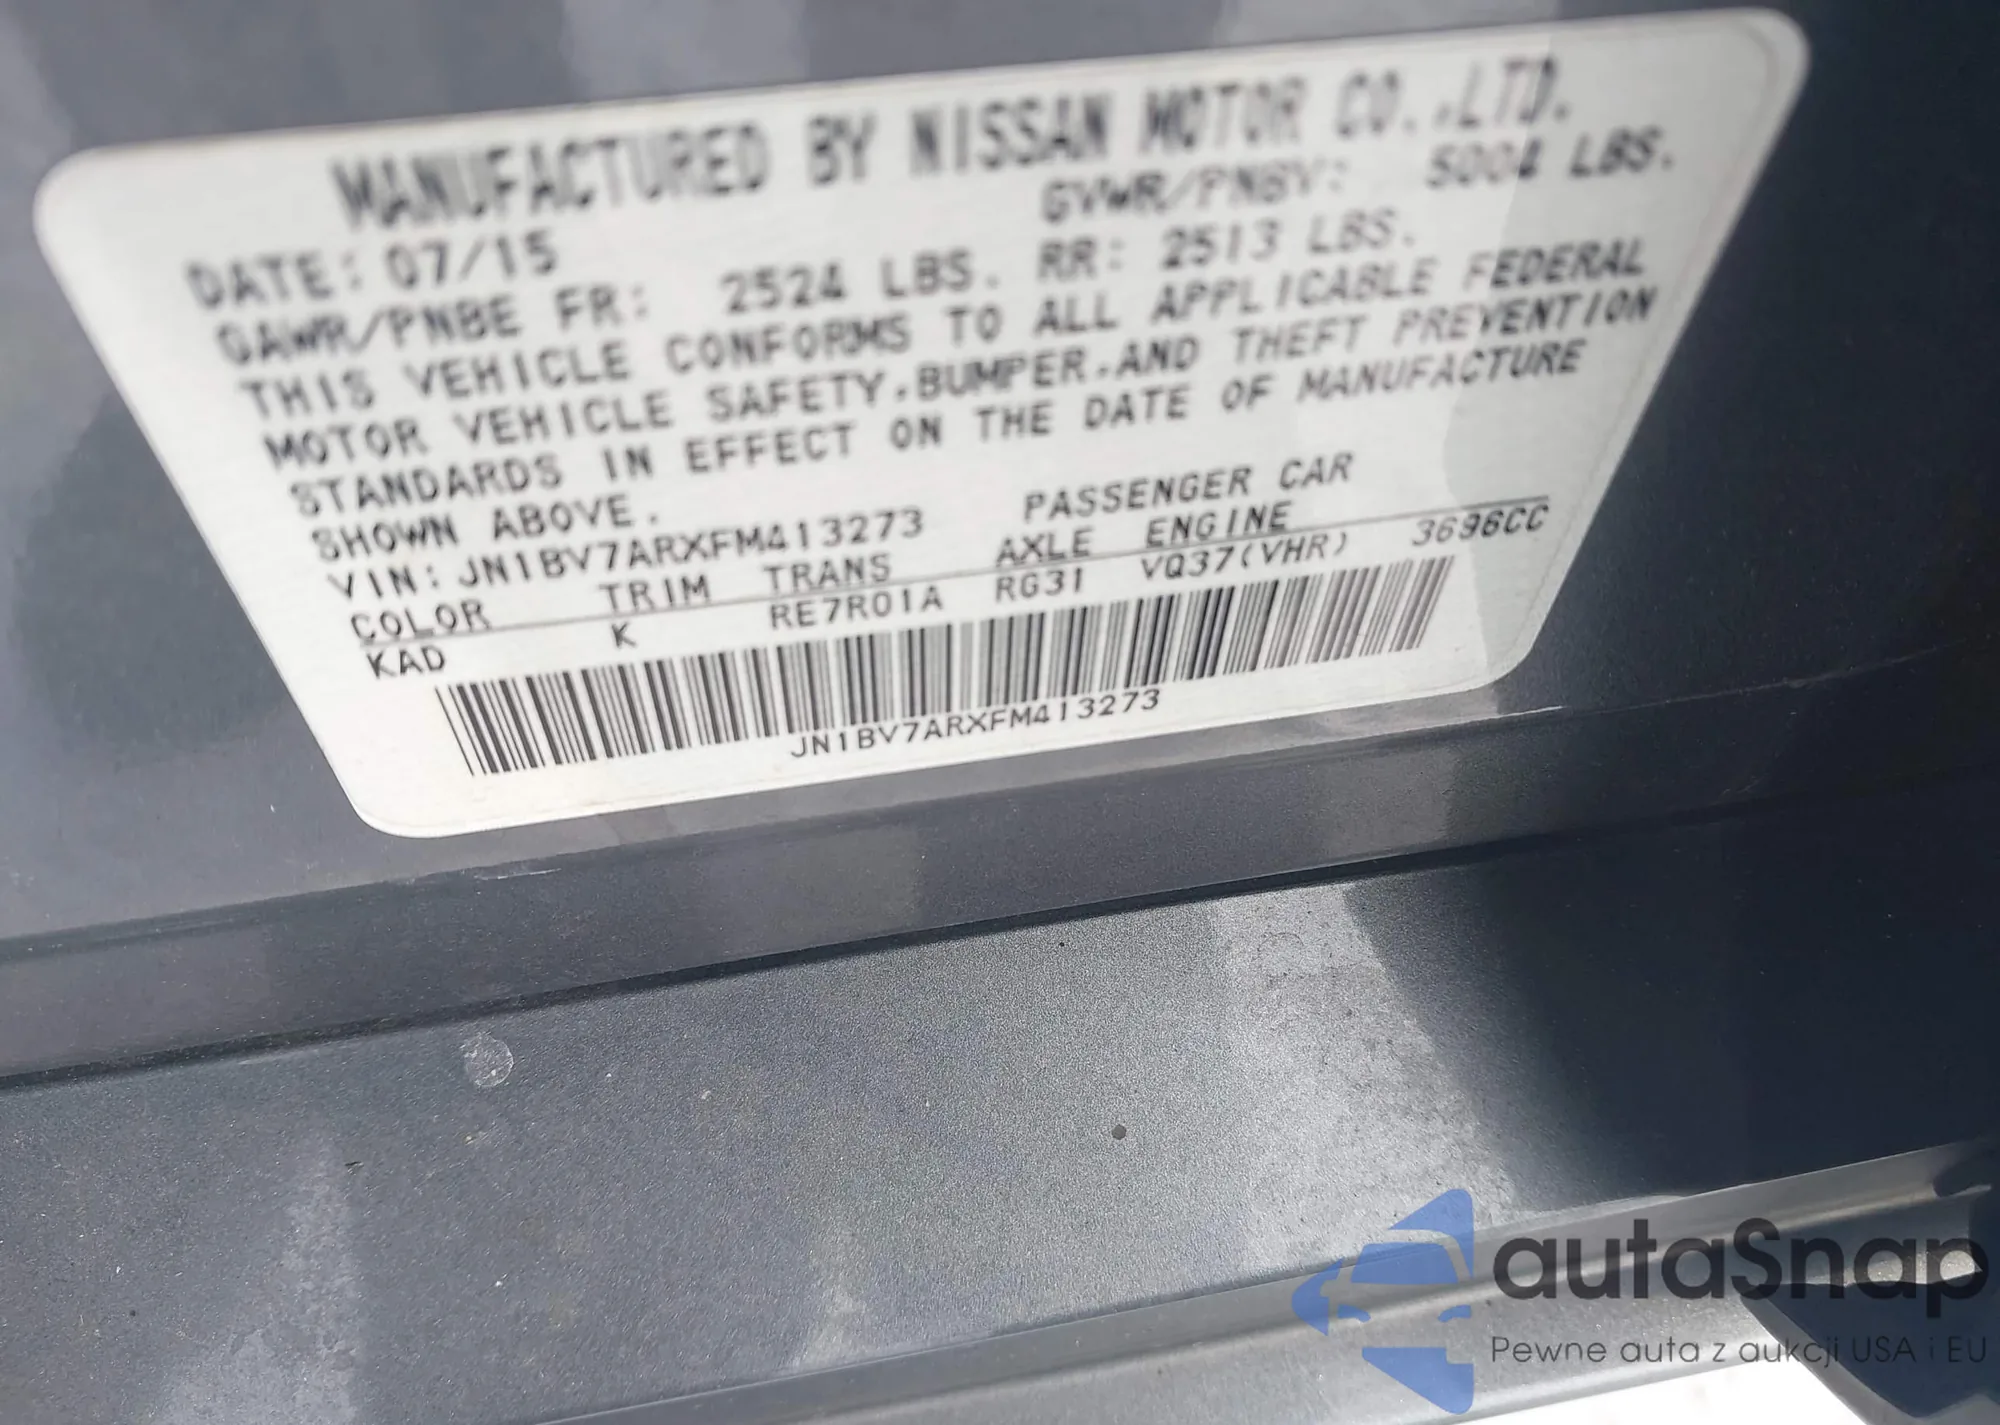 MANUFACTURED BY NISSAN MOTOR CO.,LTD.
DATE: 07/15 GVWR/PNBV: 5004 LBS.
GAWR/PNBE FR: 2524 LBS. RR: 2513 LBS.
THIS VEHICLE CONFORMS TO ALL APPLICABLE FEDERAL
MOTOR VEHICLE SAFETY,BUMPER,AND THEFT PREVENTION
STANDARDS IN EFFECT ON THE DATE OF MANUFACTURE
SHOWN ABOVE.
VIN: JN1BV7ARXFM413273 PASSENGER CAR
COLOR TRIM TRANS AXLE ENGINE
KAD K RE7R01A RG31 VQ37(VHR) 3696CC
JN1BV7ARXFM413273
autaSnap
Pewne auta z aukcji USA i EU